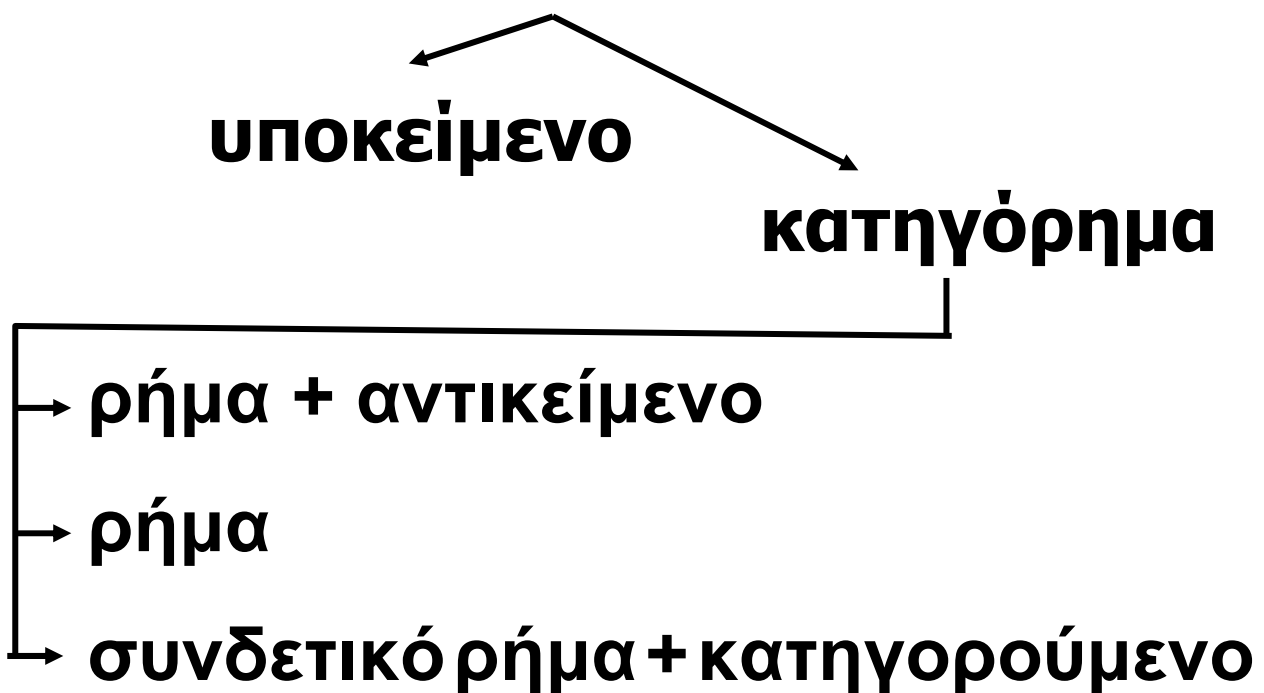 υποκείμενο
κατηγόρημα
ρήμα + αντικείμενο
ρήμα
συνδετικό ρήμα + κατηγορούμενο